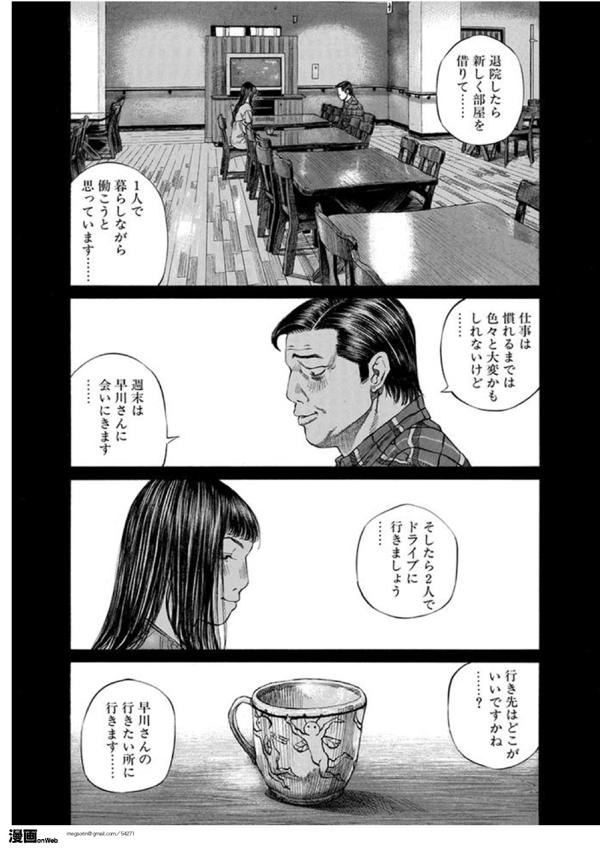 退院したら
新しく部屋を
借りて……
1人で
暮らしながら
働こうと
思っています……
仕事は
慣れるまでは
色々と大変かも
しれないけど
……
週末は
早川さんに
会いにきます
……
そしたら2人で
ドライブに
行きましょう
……
行き先はどこが
いいですかね
……?
早川さんの
行きたい所に
行きます……
漫画 on Web
megaorin@gmail.com / 54271